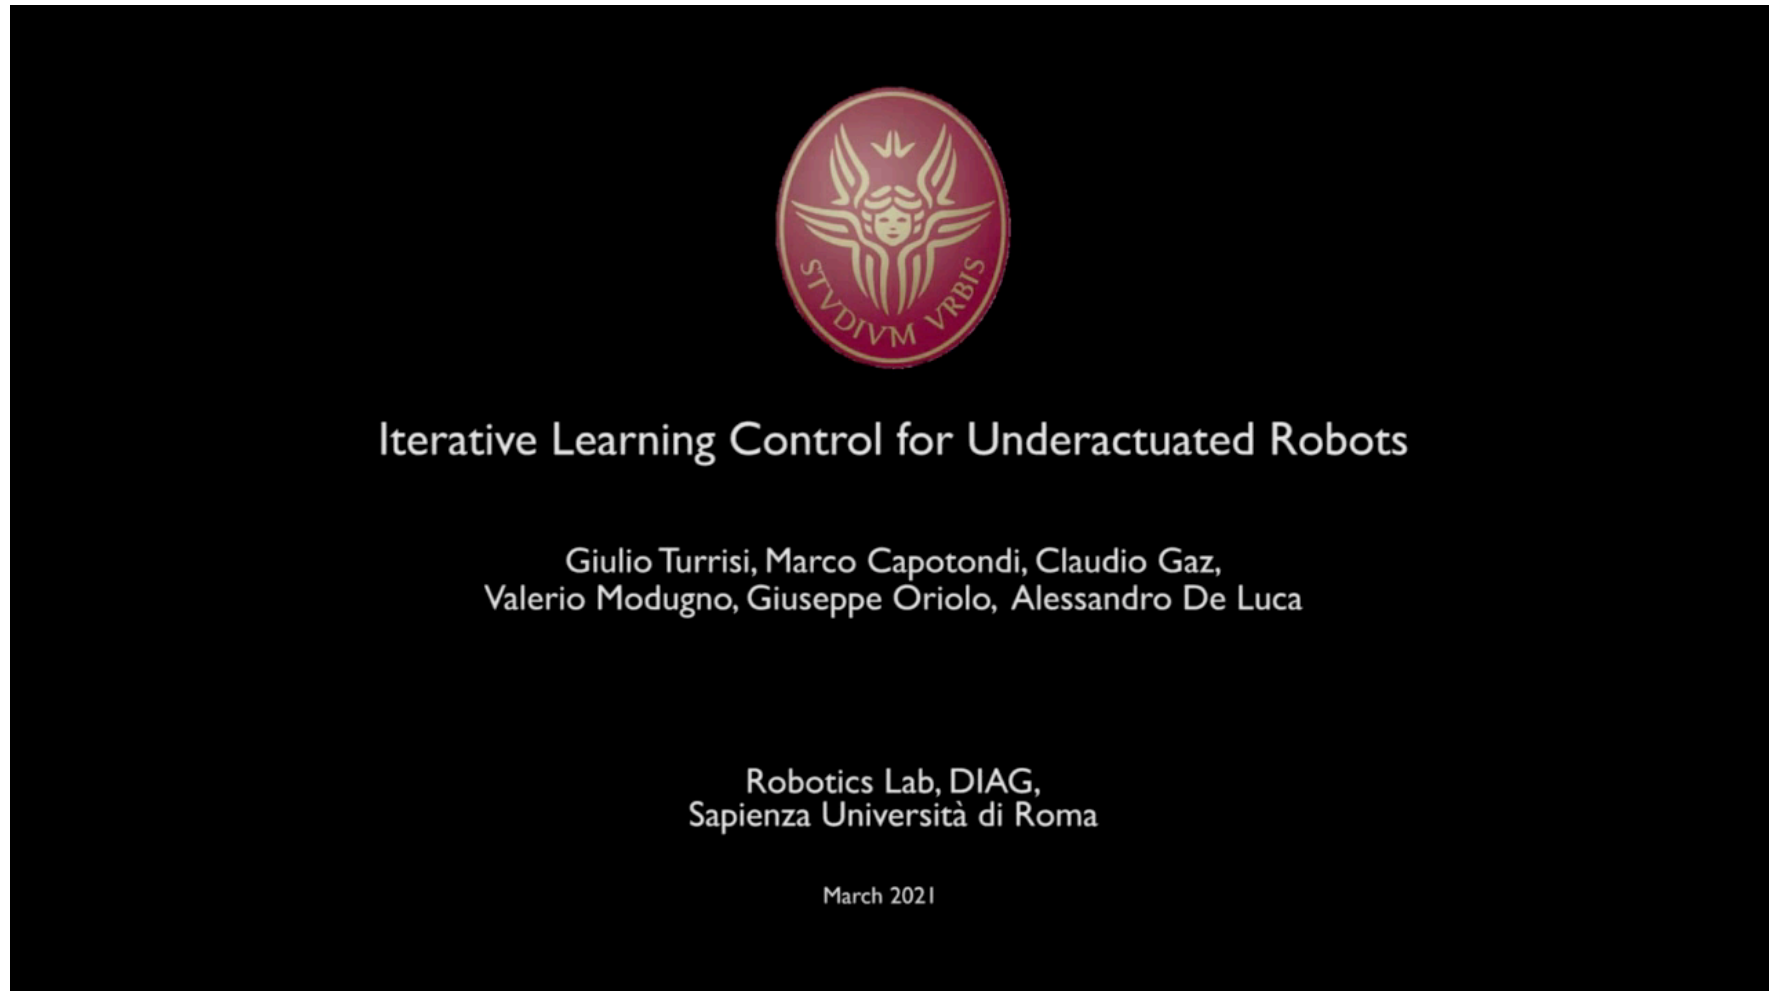 STVDIVM VRBIS
Iterative Learning Control for Underactuated Robots
Giulio Turrisi, Marco Capotondi, Claudio Gaz,
Valerio Modugno, Giuseppe Oriolo, Alessandro De Luca
Robotics Lab, DIAG,
Sapienza Università di Roma
March 2021